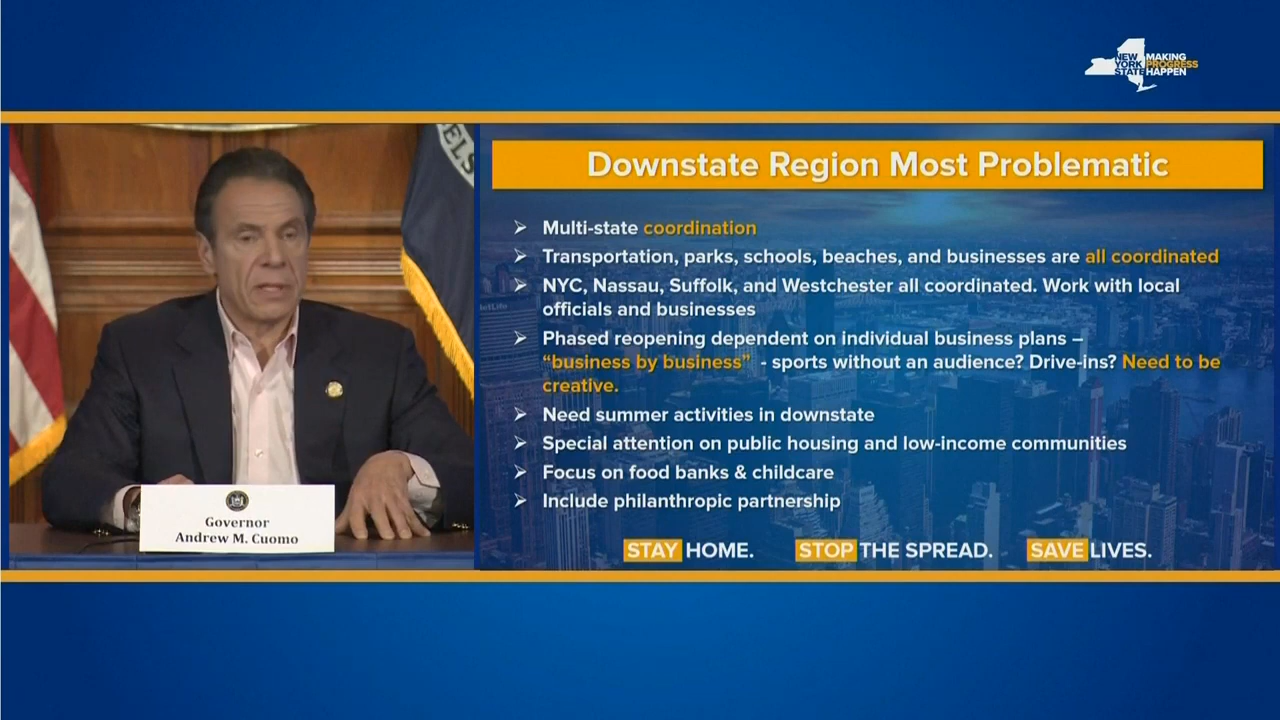 NEW YORK STATE
MAKING PROGRESS HAPPEN
ELS
Downstate Region Most Problematic
➢ Multi-state coordination
➢ Transportation, parks, schools, beaches, and businesses are all coordinated
➢ NYC, Nassau, Suffolk, and Westchester all coordinated. Work with local
officials and businesses
➢ Phased reopening dependent on individual business plans –
“business by business” - sports without an audience? Drive-ins? Need to be
creative.
➢ Need summer activities in downstate
➢ Special attention on public housing and low-income communities
➢ Focus on food banks & childcare
➢ Include philanthropic partnership
STAY HOME. STOP THE SPREAD. SAVE LIVES.
Governor
Andrew M. Cuomo